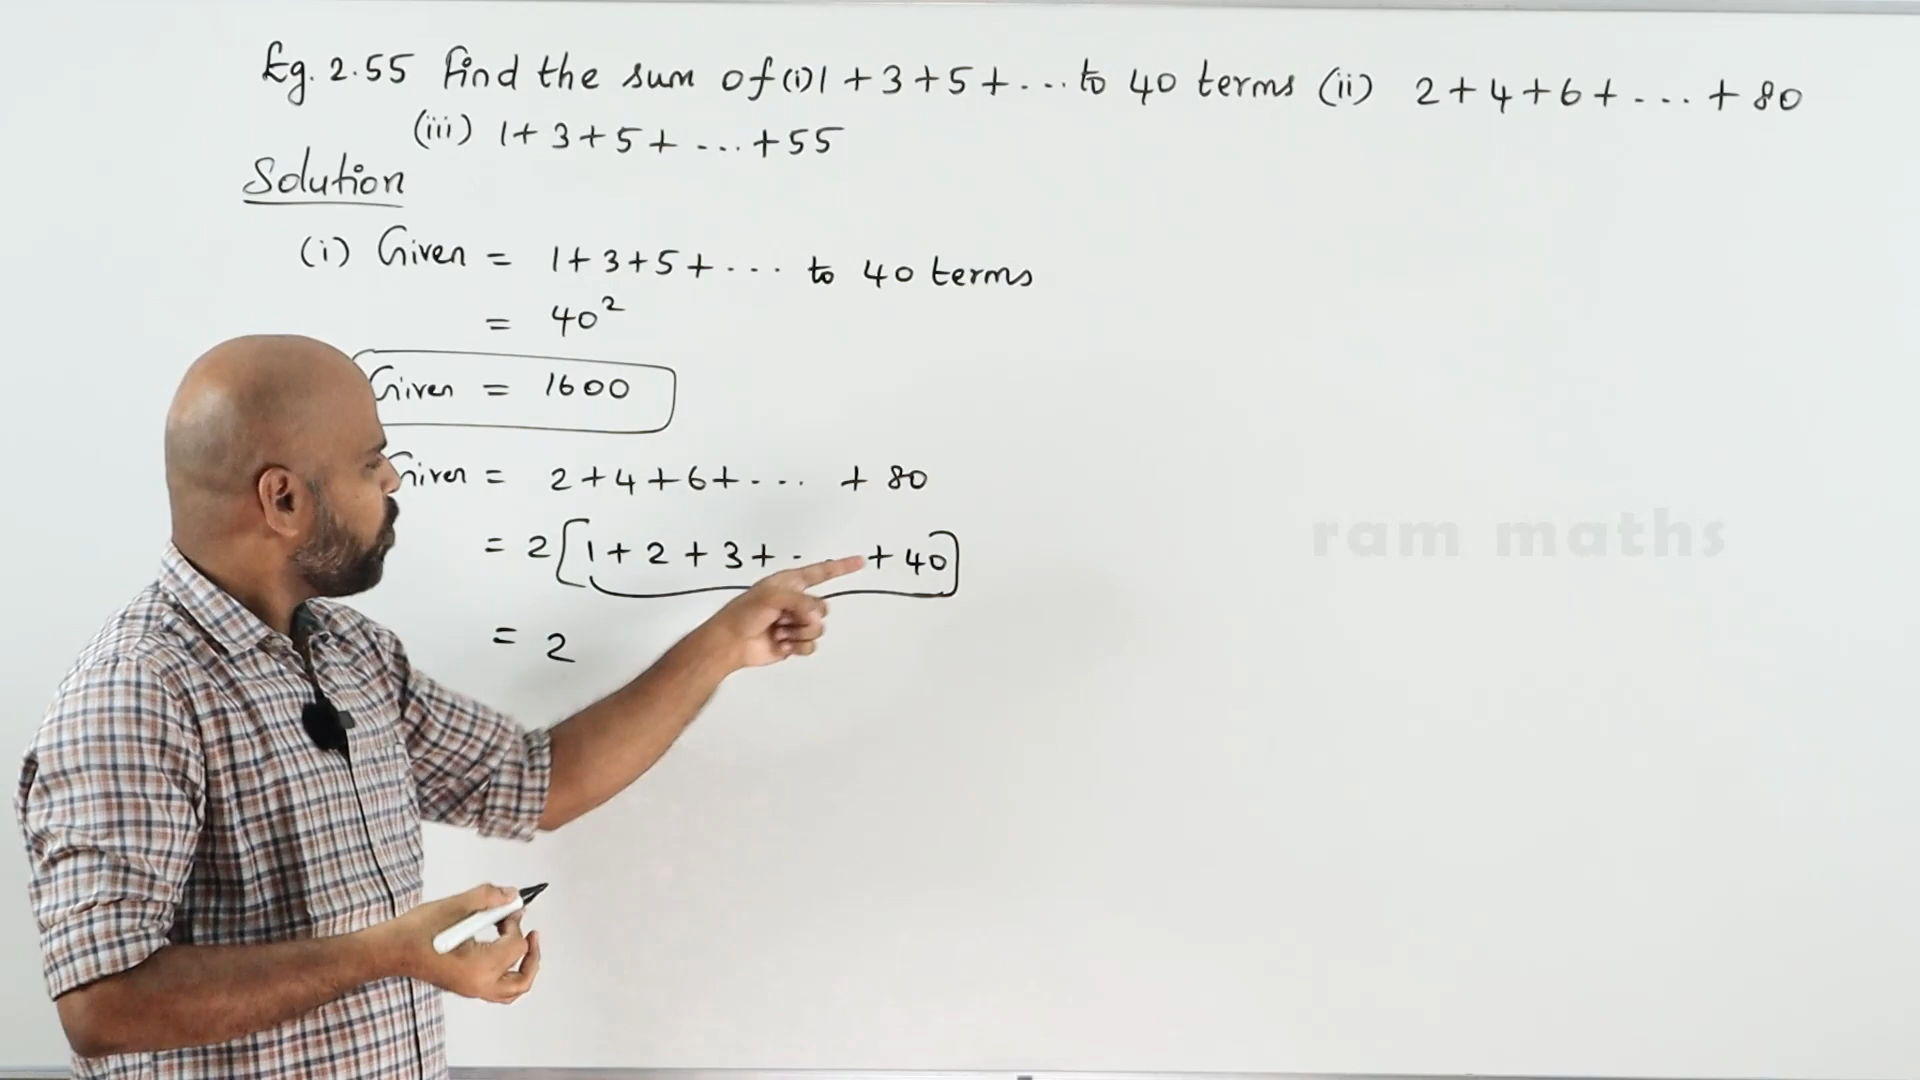 Eg. 2.55 Find the sum of (i) 1 + 3 + 5 + ... to 40 terms (ii) 2 + 4 + 6 + ... + 80
(iii) 1 + 3 + 5 + ... + 55
Solution
(i) Given = 1 + 3 + 5 + ... to 40 terms
= 40²
Given = 1600
Given = 2 + 4 + 6 + ... + 80
= 2 [1 + 2 + 3 + ... + 40]
= 2
ram maths